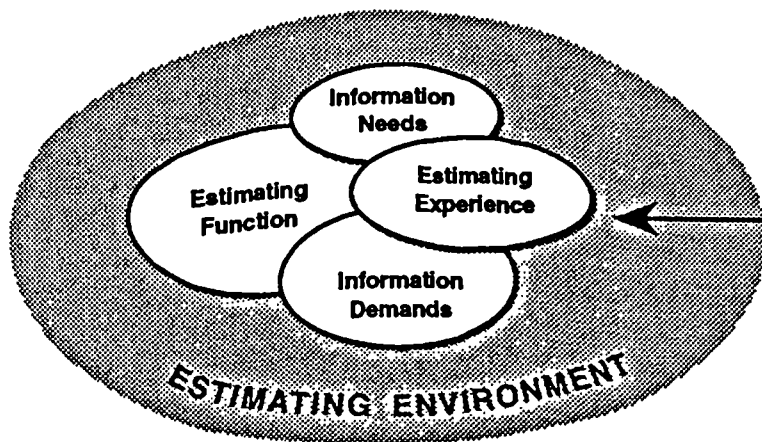 Information
Needs
Estimating
Function
Estimating
Experience
Information
Demands
ESTIMATING ENVIRONMENT